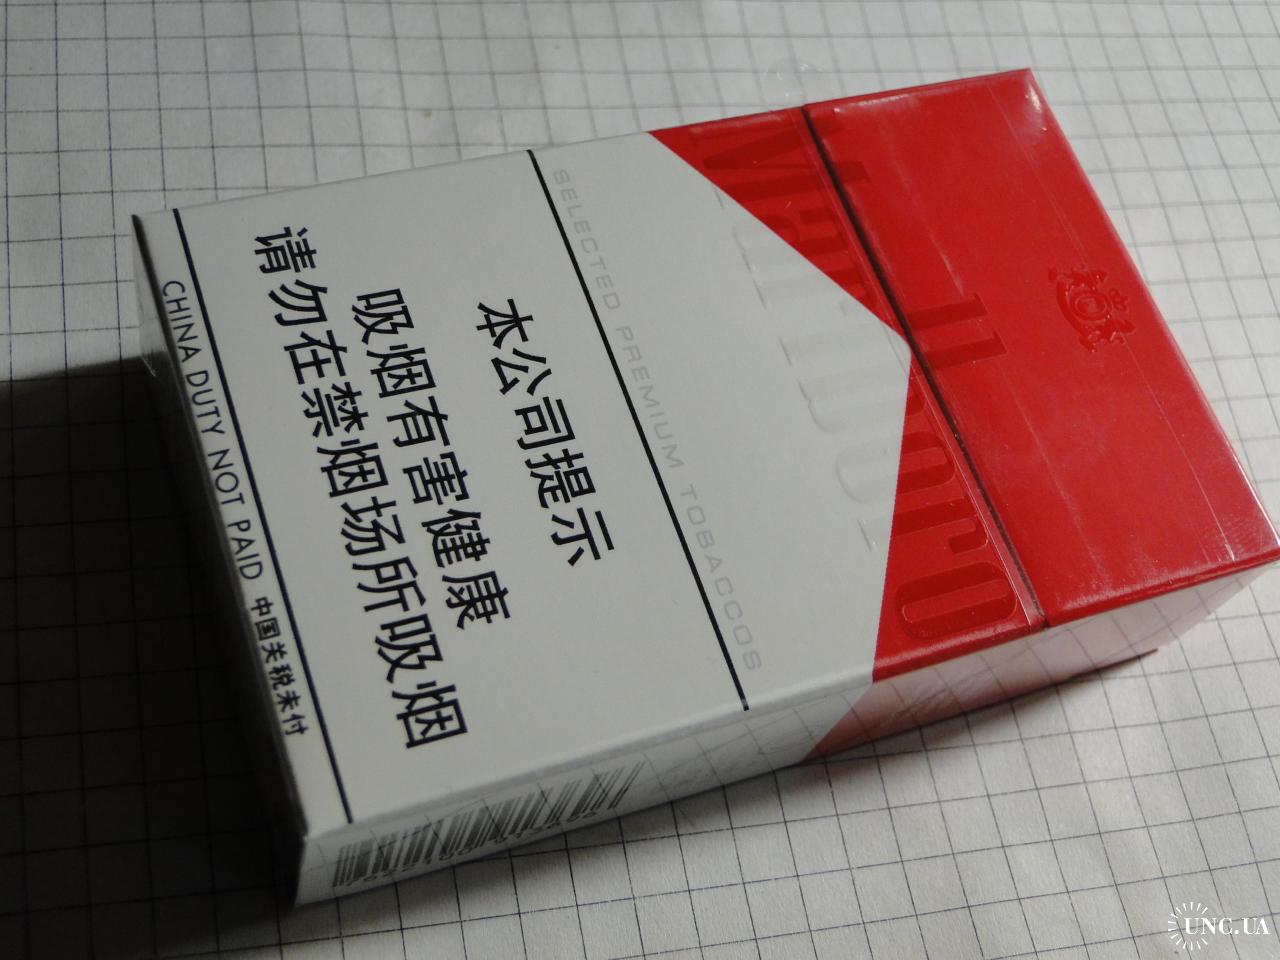 Marlboro
SELECTED PREMIUM TOBACCOS
本公司提示
吸烟有害健康
请勿在禁烟场所吸烟
CHINA DUTY NOT PAID 中国关税未付
UNC.UA